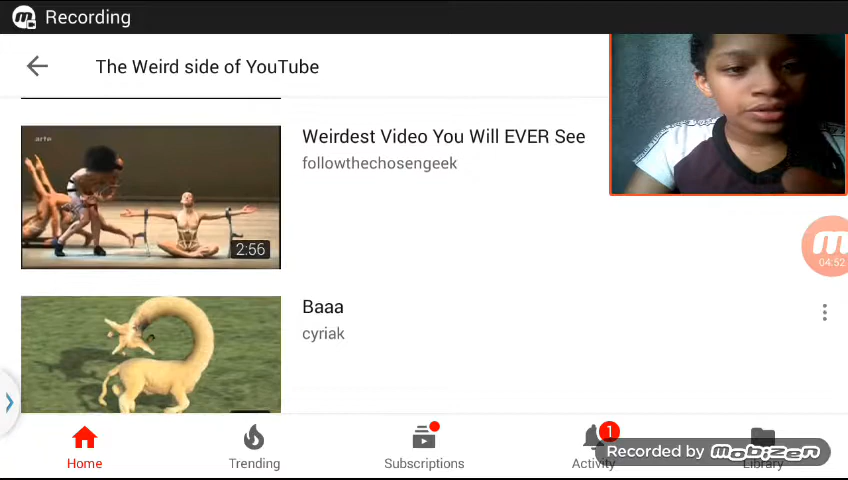 Recording
The Weird side of YouTube
arte
Weirdest Video You Will EVER See
followthechosengeek
2:56
04:52
Baaa
cyriak
1
Recorded by mobizen
Home
Trending
Subscriptions
Activity
Library